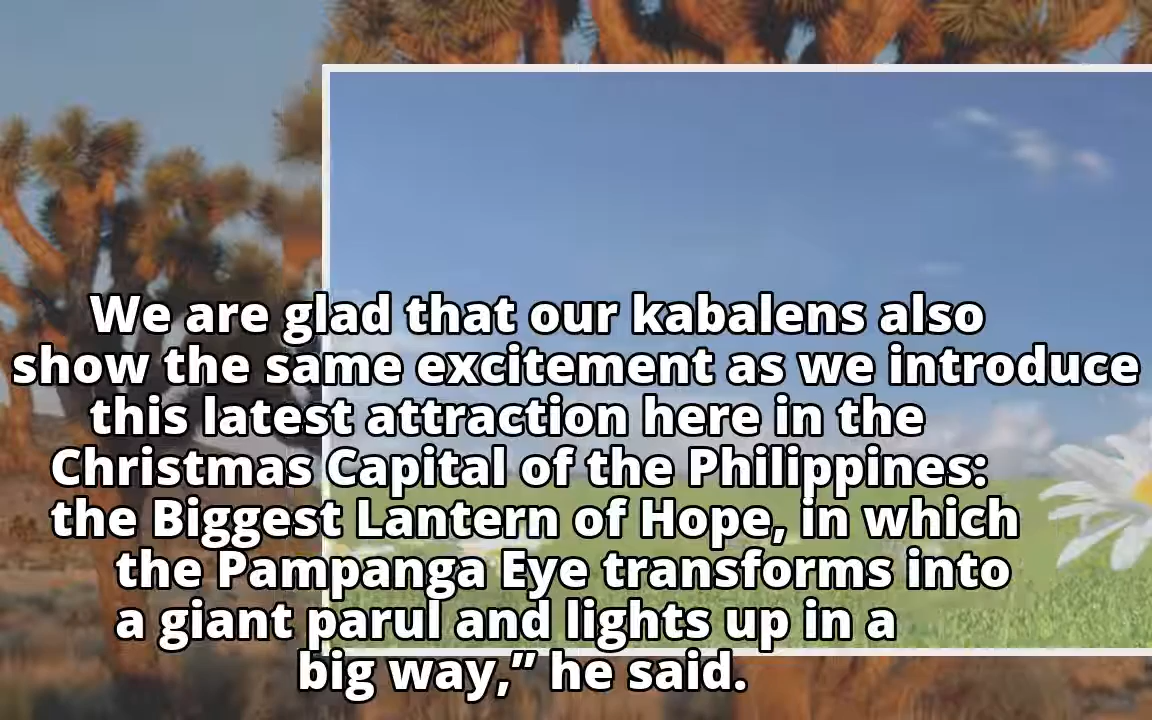 We are glad that our kabalens also
show the same excitement as we introduce
this latest attraction here in the
Christmas Capital of the Philippines:
the Biggest Lantern of Hope, in which
the Pampanga Eye transforms into
a giant parul and lights up in a
big way,” he said.